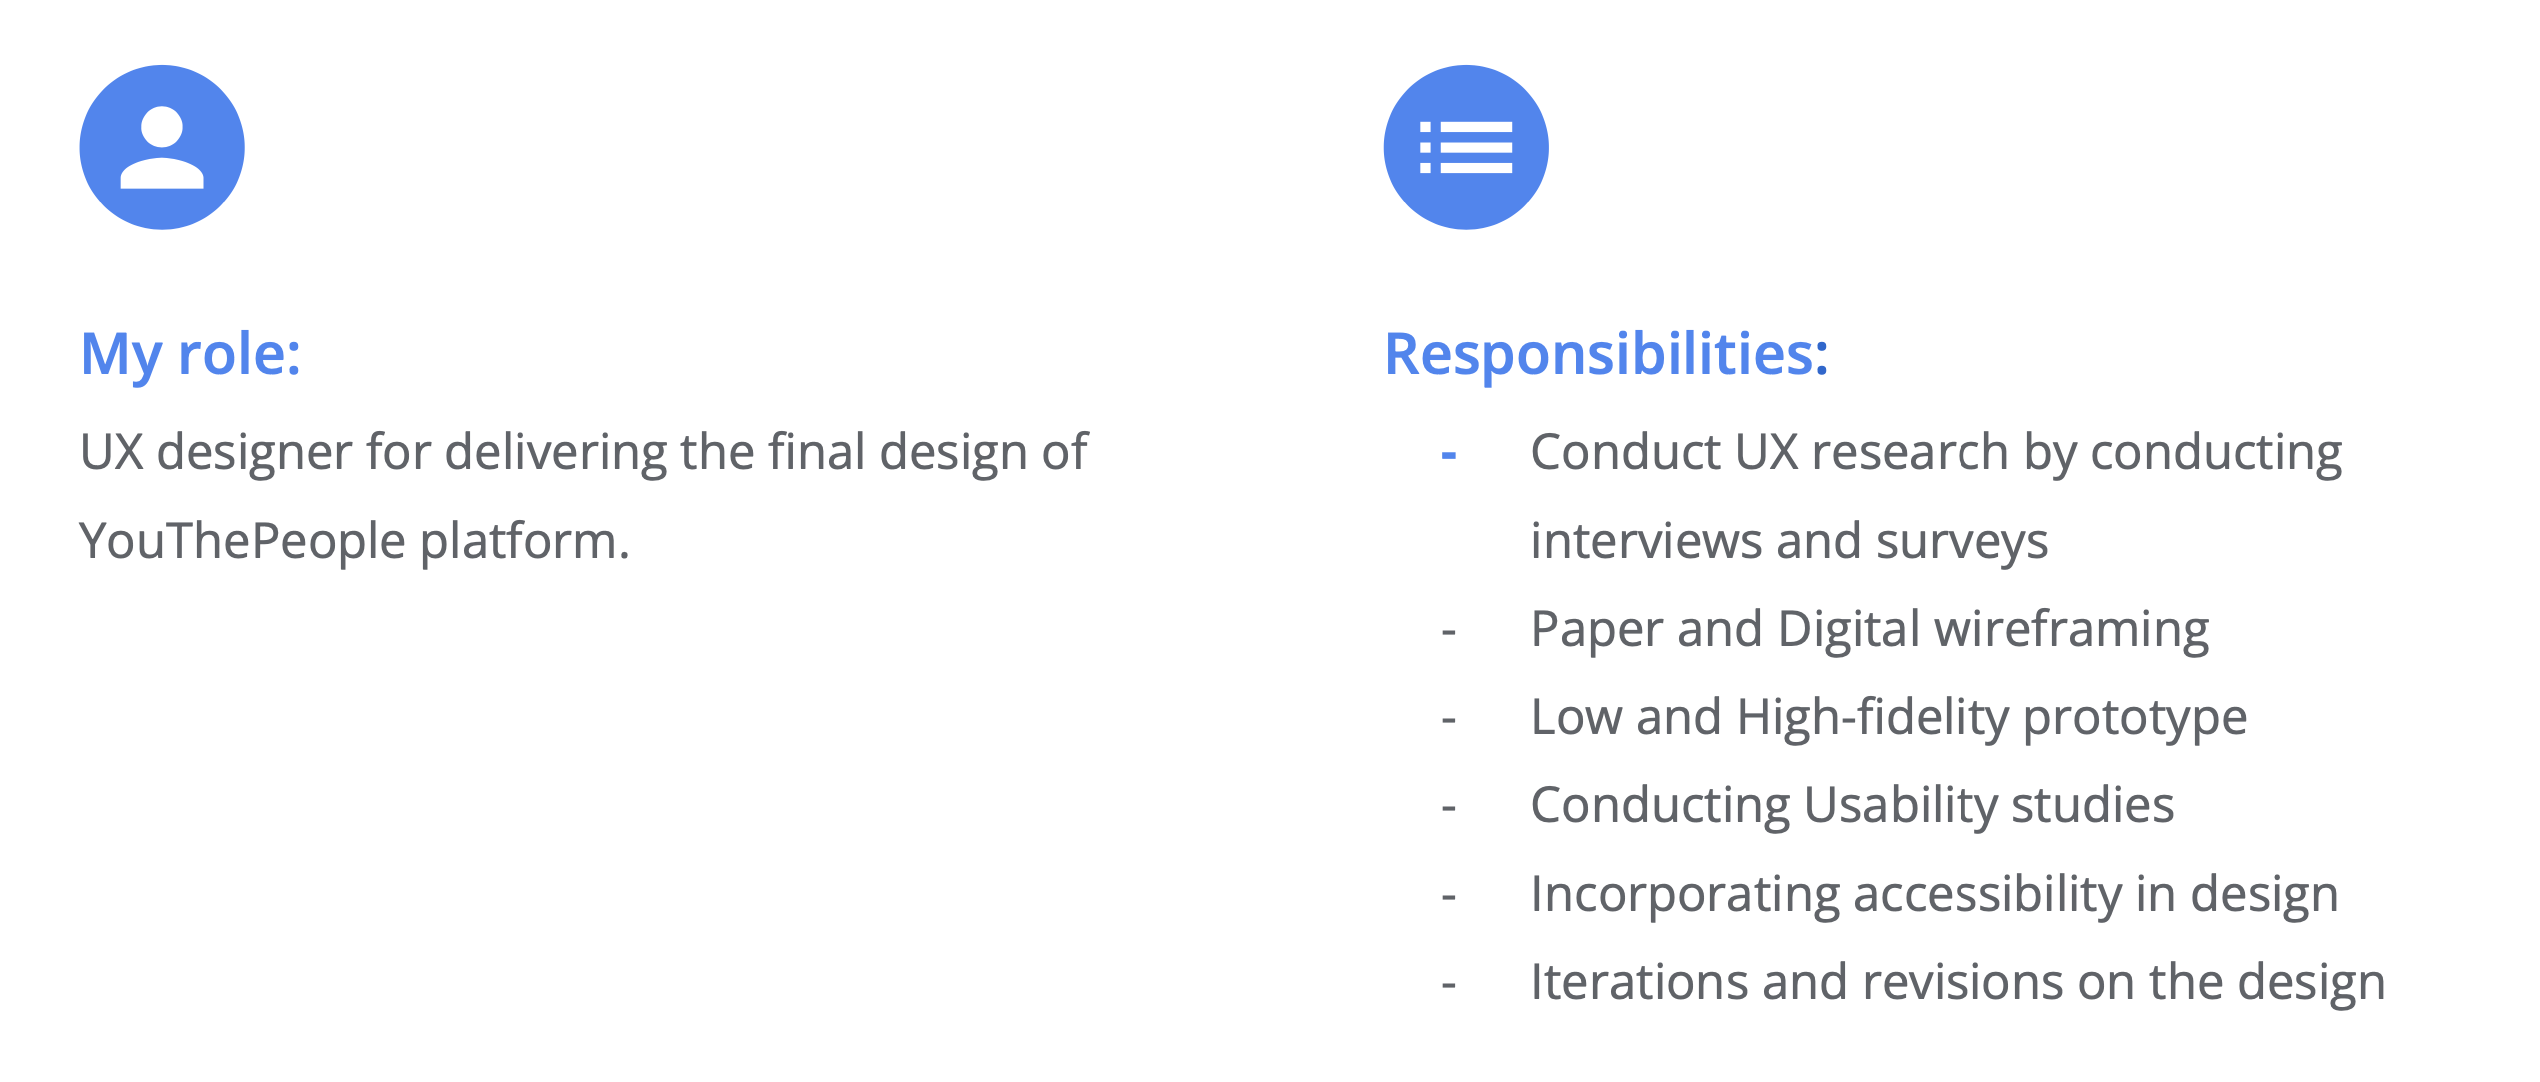 My role:
UX designer for delivering the final design of
YouThePeople platform.
Responsibilities:
- Conduct UX research by conducting
interviews and surveys
- Paper and Digital wireframing
- Low and High-fidelity prototype
- Conducting Usability studies
- Incorporating accessibility in design
- Iterations and revisions on the design